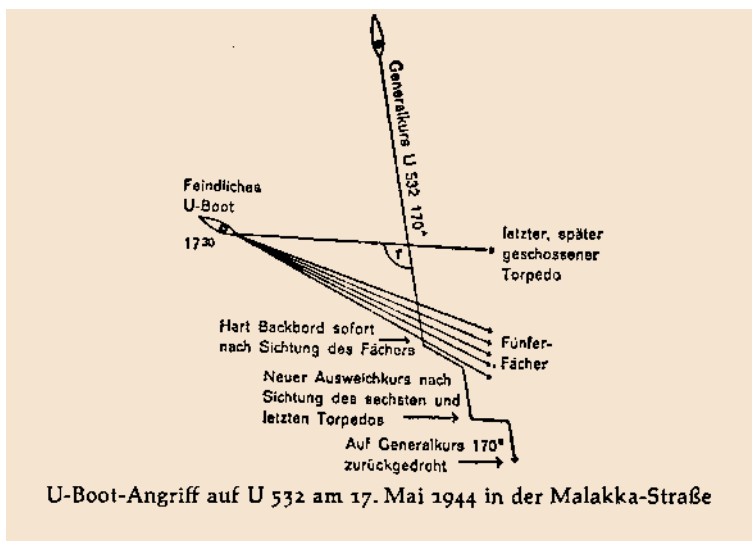 Generalkurs U 532 170°
Feindliches
U-Boot
17³⁰
r
letzter, später
geschossener
Torpedo
Hart Backbord sofort
nach Sichtung des Fächers
Fünfer-
Fächer
Neuer Ausweichkurs nach
Sichtung des sechsten und
letzten Torpedos
Auf Generalkurs 170°
zurückgedreht
U-Boot-Angriff auf U 532 am 17. Mai 1944 in der Malakka-Straße